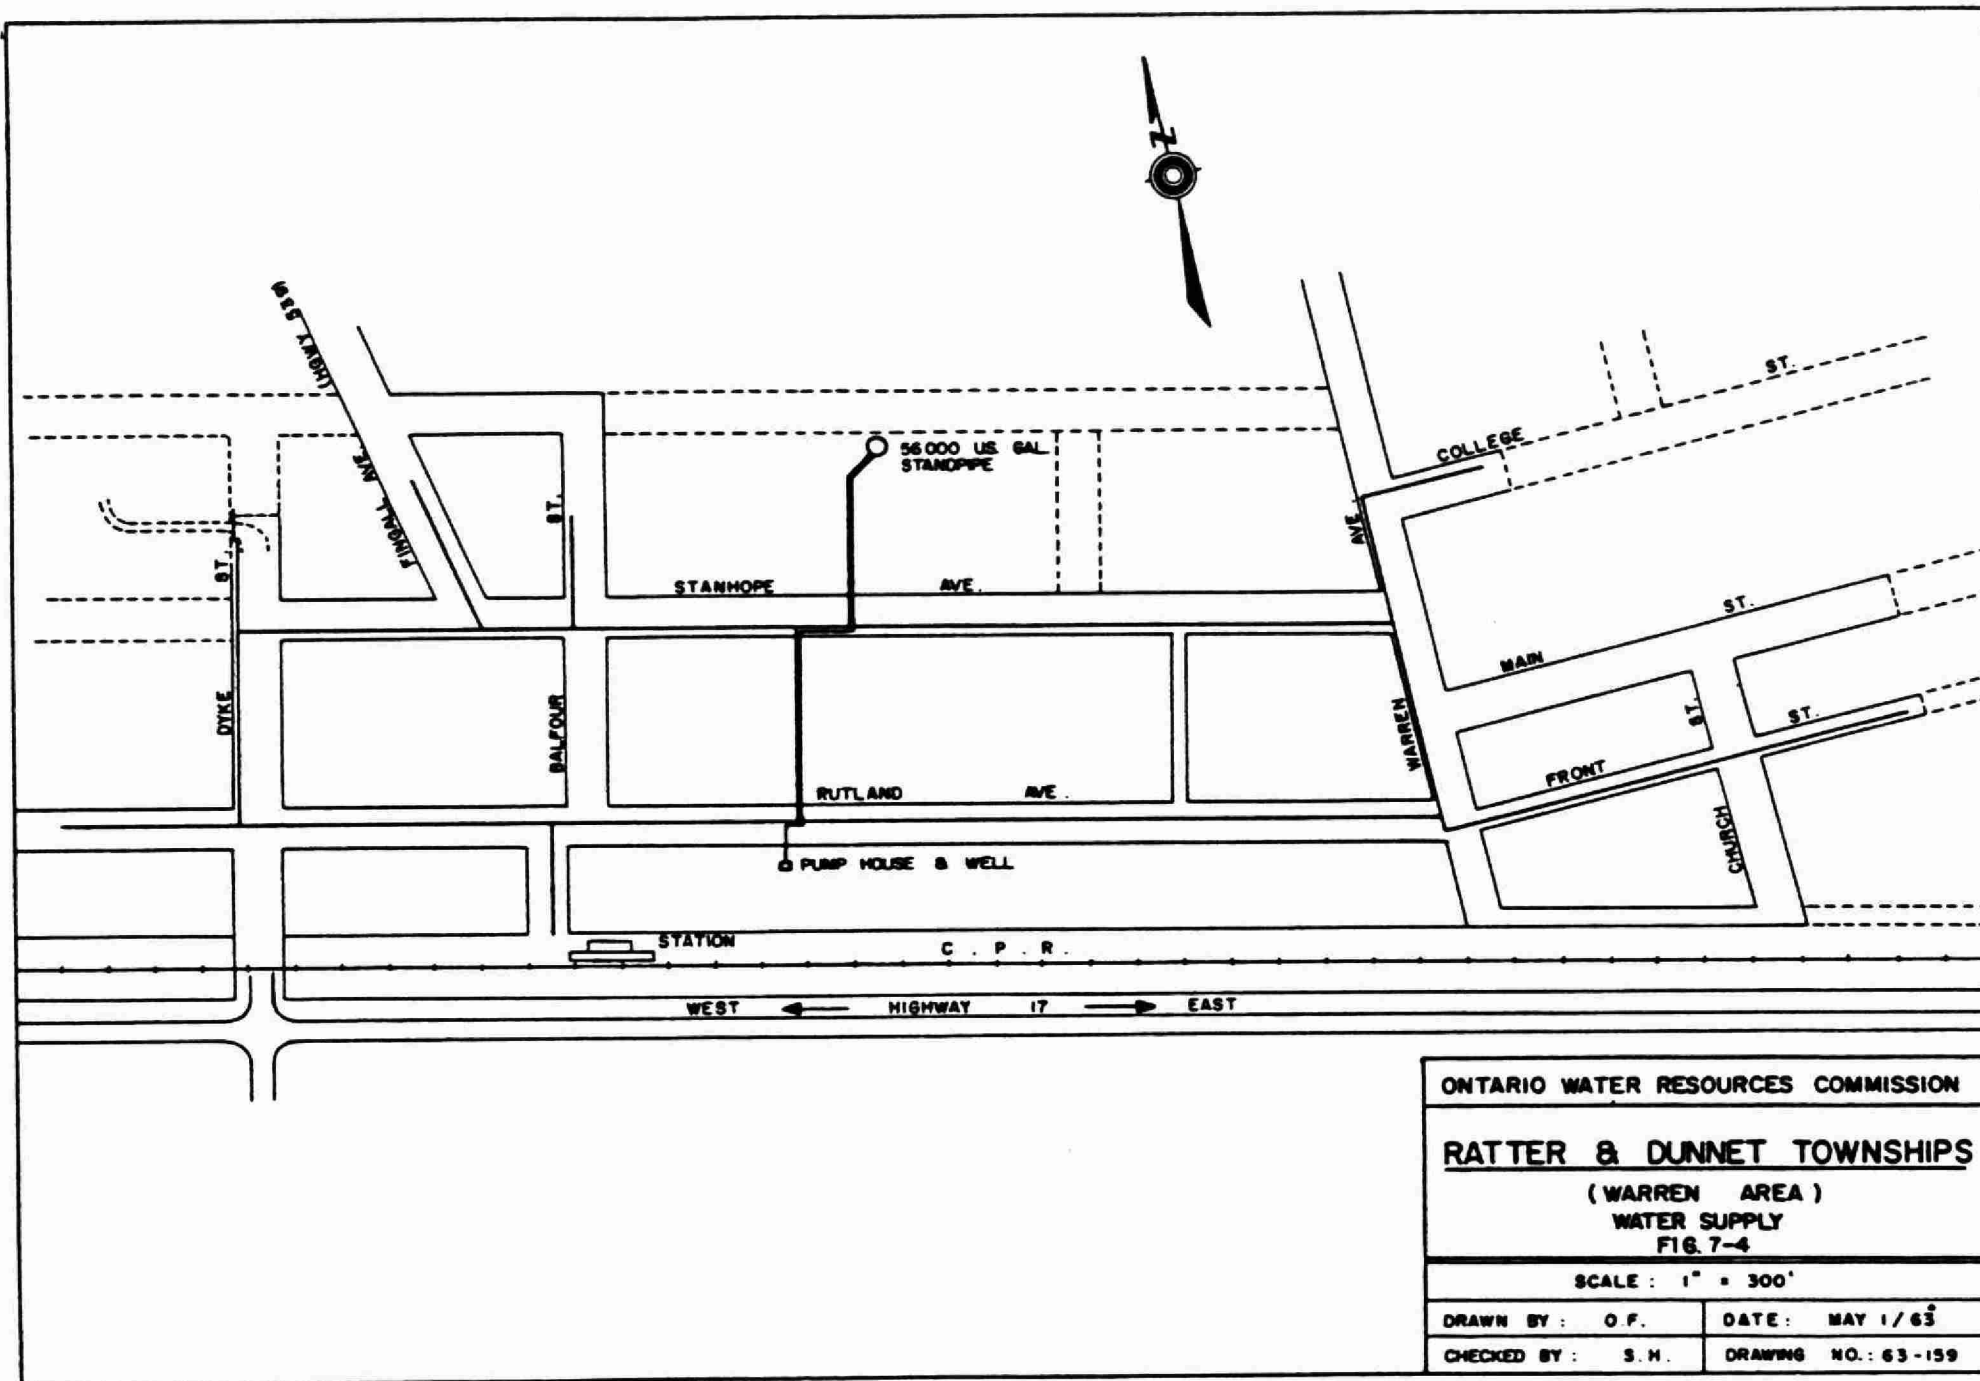 N
(HGWY 539)
FINGALL AVE.
ST.
56000 US. GAL.
STANDPIPE
COLLEGE ST.
AVE.
ST.
STANHOPE AVE.
MAIN ST.
DYKE
BALFOUR
WARREN
ST.
ST.
FRONT
RUTLAND AVE.
CHURCH
PUMP HOUSE & WELL
STATION
C . P . R .
WEST HIGHWAY 17 EAST
ONTARIO WATER RESOURCES COMMISSION
RATTER & DUNNET TOWNSHIPS
( WARREN AREA )
WATER SUPPLY
FIG. 7-4
SCALE : 1" = 300'
DRAWN BY : O.F. DATE : MAY 1/63
CHECKED BY : S.H. DRAWING NO.: 63-159